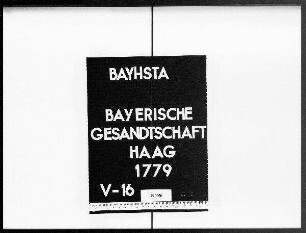 BAYHSTA
BAYERISCHE
GESANDTSCHAFT
HAAG
1779
V-16